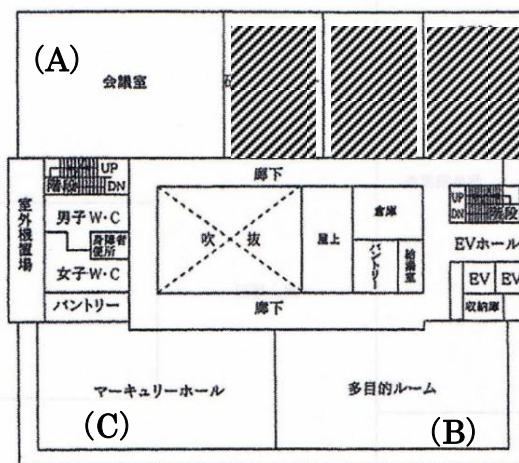 (A)
会議室
UP
階段
DN
廊下
室外機置場
男子W・C
身障者
便所
女子W・C
パントリー
吹抜
屋上
倉庫
パントリー
給湯室
廊下
UP
DN
階段
EVホール
EV
EV
収納庫
マーキュリーホール
多目的ルーム
(C)
(B)